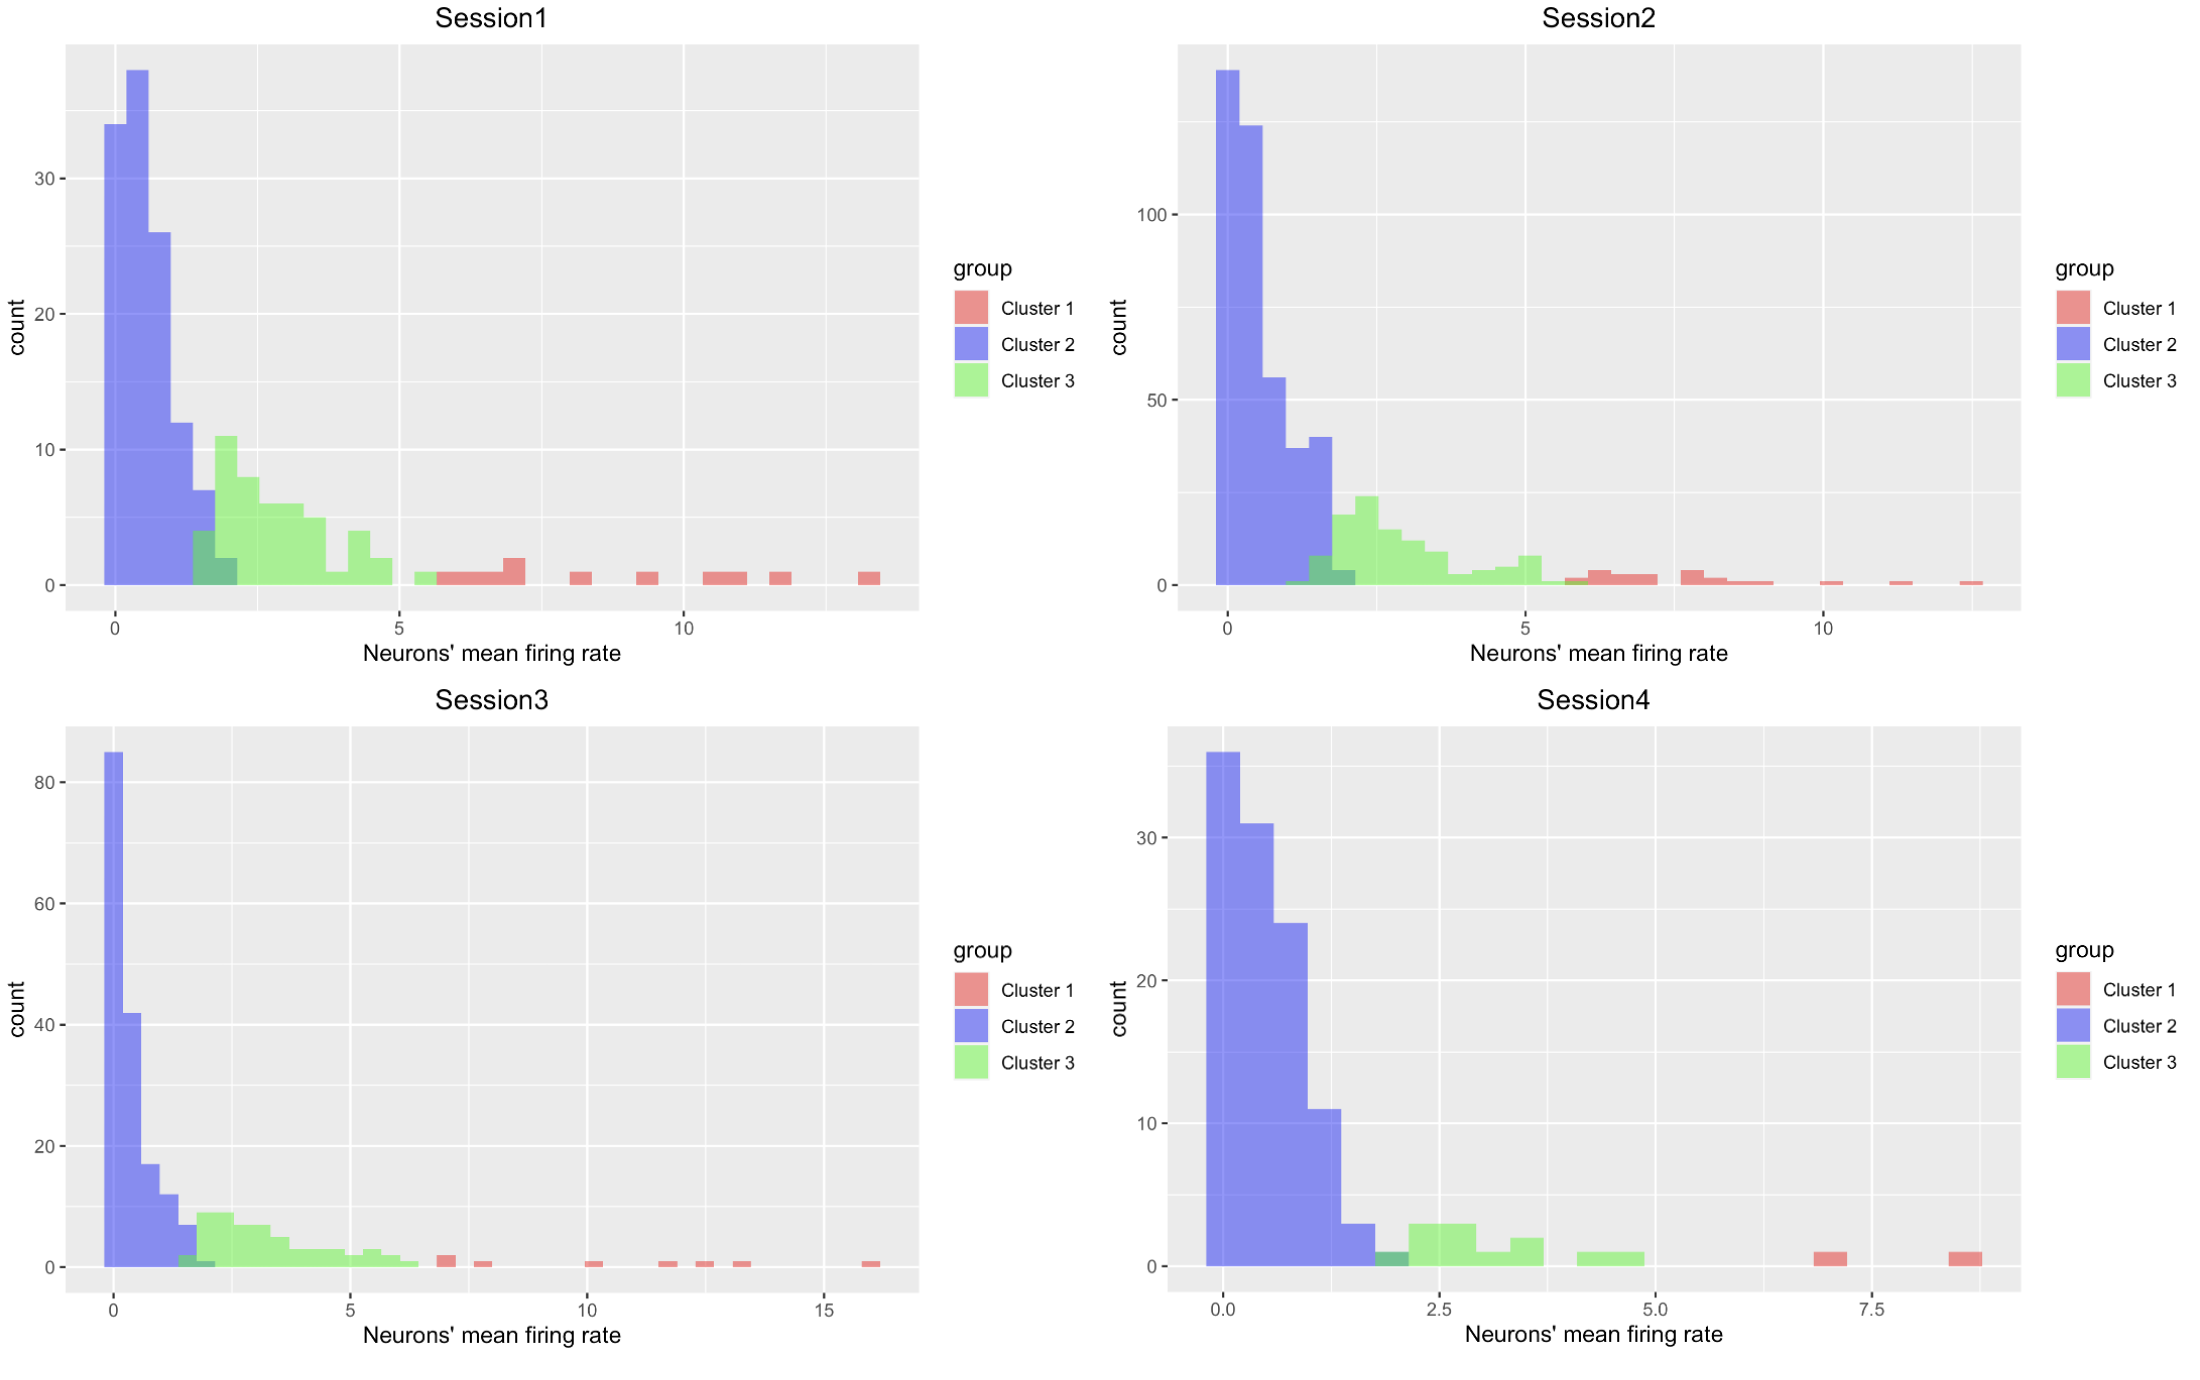 Session1
30
20
10
0
count
0 5 10
Neurons' mean firing rate
group
Cluster 1
Cluster 2
Cluster 3
Session2
100
50
0
count
0 5 10
Neurons' mean firing rate
group
Cluster 1
Cluster 2
Cluster 3
Session3
80
60
40
20
0
count
0 5 10 15
Neurons' mean firing rate
group
Cluster 1
Cluster 2
Cluster 3
Session4
30
20
10
0
count
0.0 2.5 5.0 7.5
Neurons' mean firing rate
group
Cluster 1
Cluster 2
Cluster 3